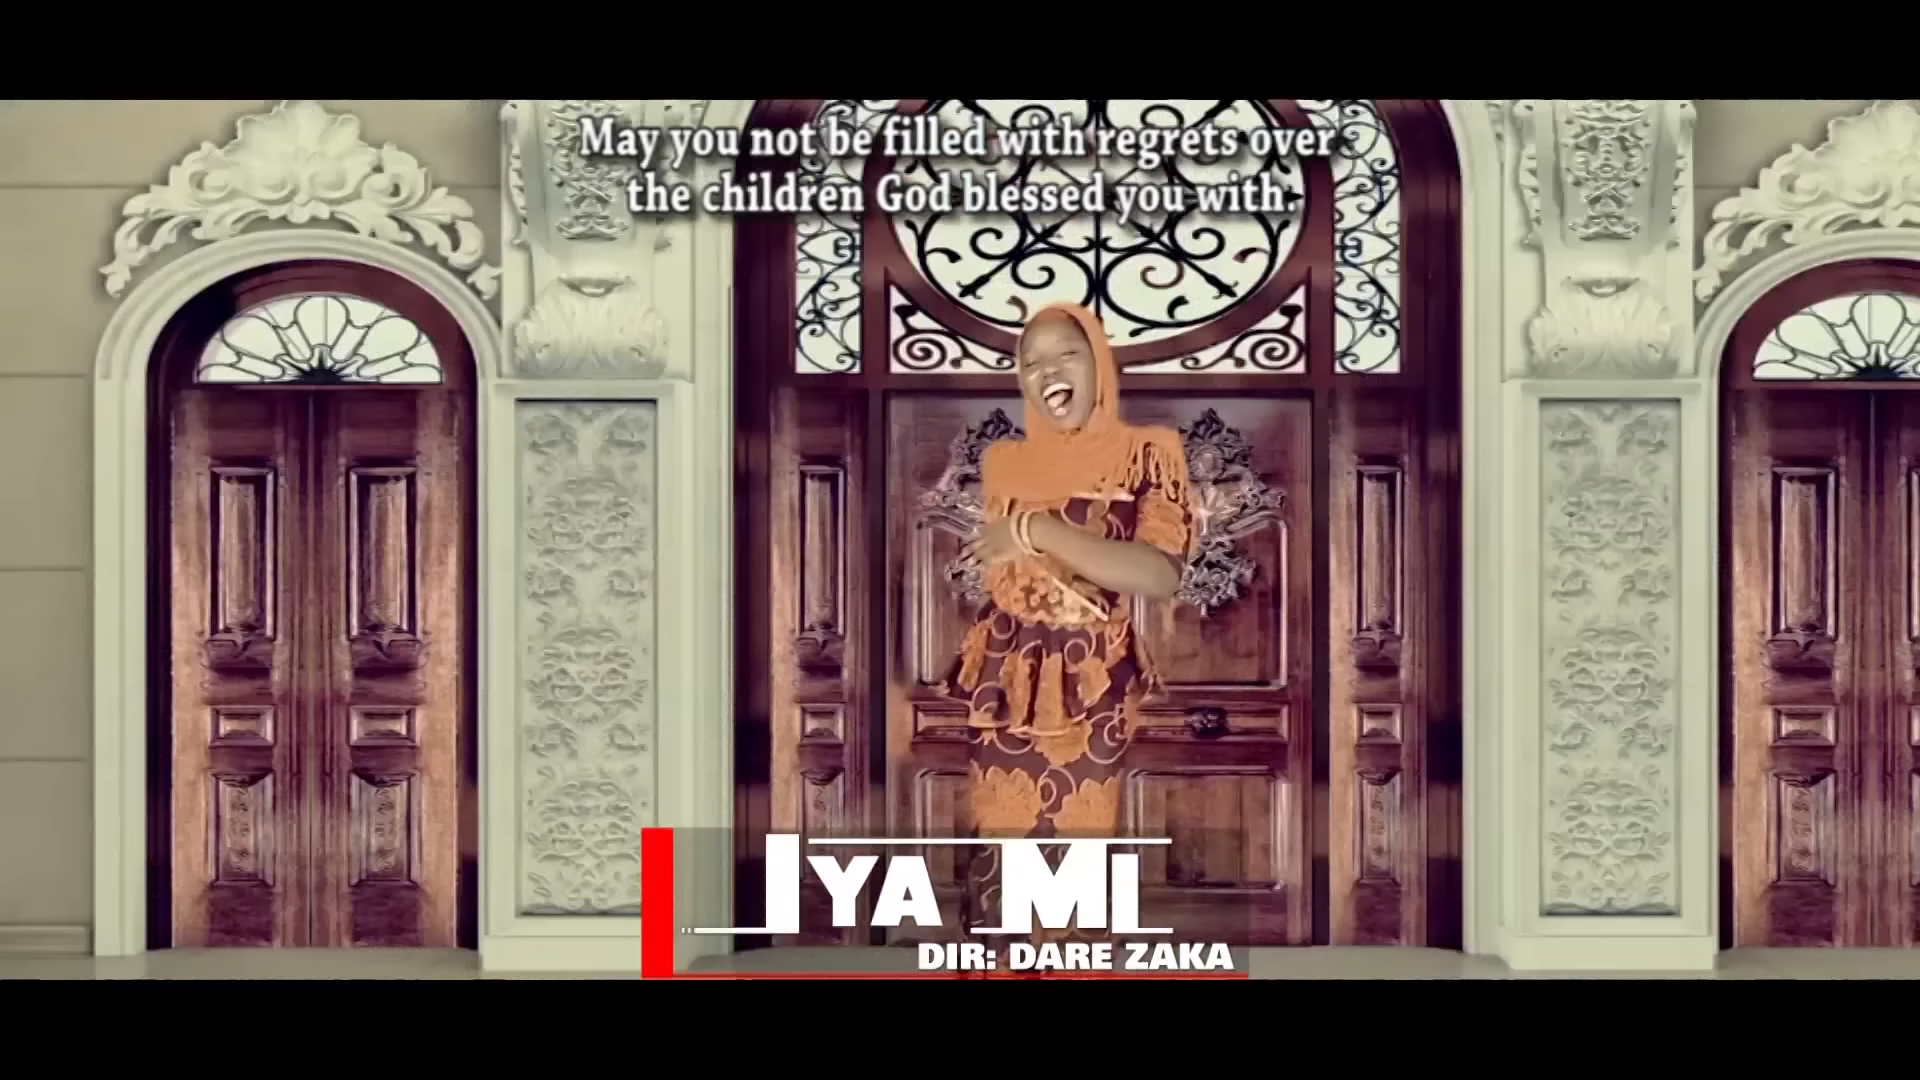 May you not be filled with regrets over
the children God blessed you with.
IYA MI
DIR: DARE ZAKA